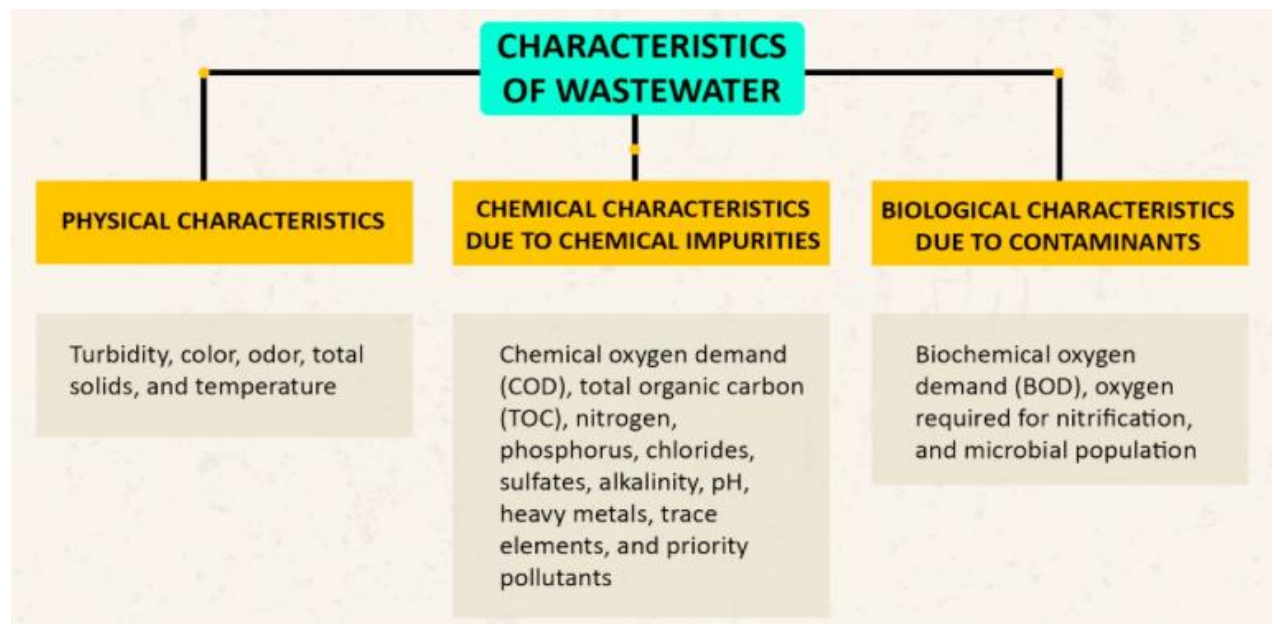 CHARACTERISTICS
OF WASTEWATER
PHYSICAL CHARACTERISTICS
Turbidity, color, odor, total
solids, and temperature
CHEMICAL CHARACTERISTICS
DUE TO CHEMICAL IMPURITIES
Chemical oxygen demand
(COD), total organic carbon
(TOC), nitrogen,
phosphorus, chlorides,
sulfates, alkalinity, pH,
heavy metals, trace
elements, and priority
pollutants
BIOLOGICAL CHARACTERISTICS
DUE TO CONTAMINANTS
Biochemical oxygen
demand (BOD), oxygen
required for nitrification,
and microbial population